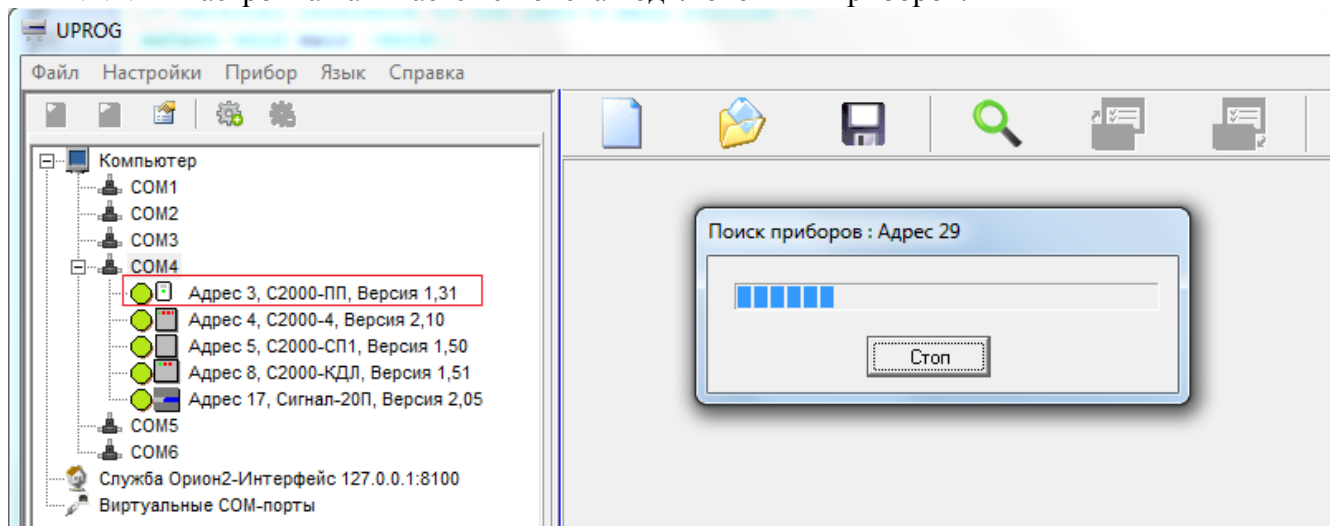 UPROG
Файл Настройки Прибор Язык Справка
Компьютер
COM1
COM2
COM3
COM4
Адрес 3, С2000-ПП, Версия 1,31
Адрес 4, С2000-4, Версия 2,10
Адрес 5, С2000-СП1, Версия 1,50
Адрес 8, С2000-КДЛ, Версия 1,51
Адрес 17, Сигнал-20П, Версия 2,05
COM5
COM6
Служба Орион2-Интерфейс 127.0.0.1:8100
Виртуальные COM-порты
Поиск приборов : Адрес 29
Стоп